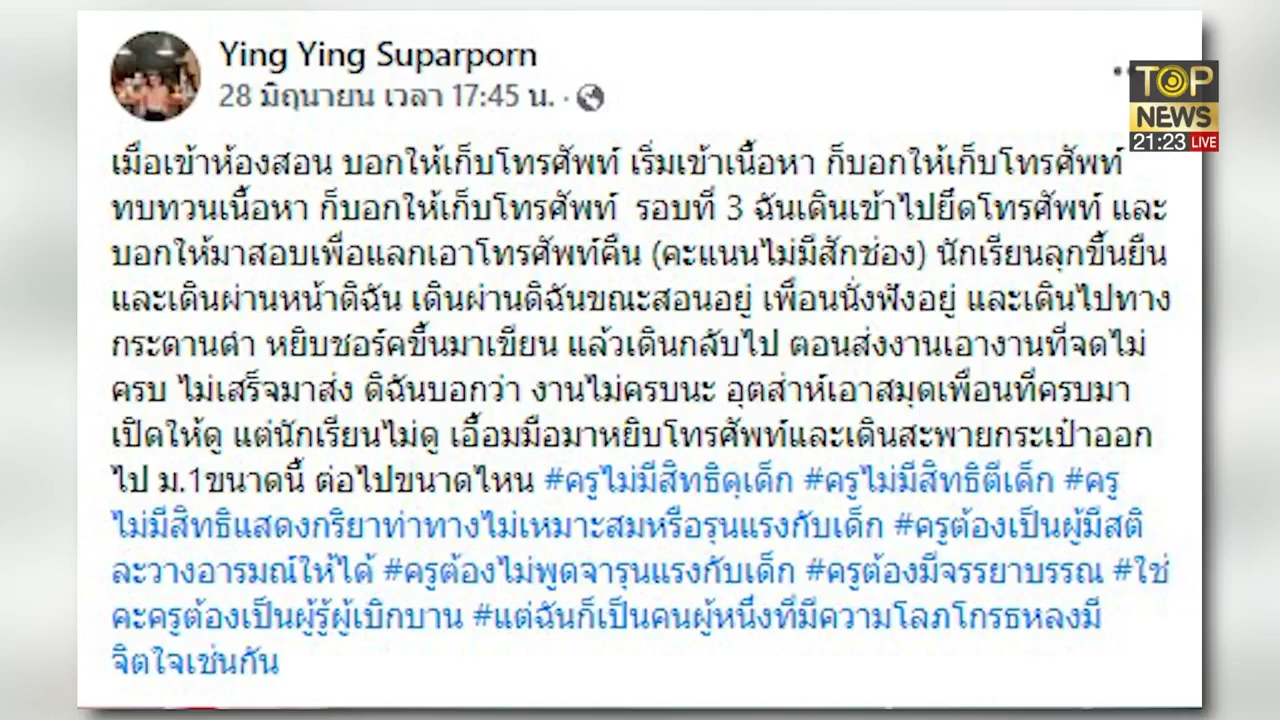 Ying Ying Suparporn
28 มิถุนายน เวลา 17:45 น. ·
TOP
NEWS
21:23 LIVE
เมื่อเข้าห้องสอน บอกให้เก็บโทรศัพท์ เริ่มเข้าเนื้อหา ก็บอกให้เก็บโทรศัพท์
ทบทวนเนื้อหา ก็บอกให้เก็บโทรศัพท์ รอบที่ 3 ฉันเดินเข้าไปยึดโทรศัพท์ และ
บอกให้มาสอบเพื่อแลกเอาโทรศัพท์คืน (คะแนนไม่มีสักช่อง) นักเรียนลุกขึ้นยืน
และเดินผ่านหน้าดิฉัน เดินผ่านดิฉันขณะสอนอยู่ เพื่อนนั่งฟังอยู่ และเดินไปทาง
กระดานดำ หยิบชอร์คขึ้นมาเขียน แล้วเดินกลับไป ตอนส่งงานเอางานที่จดไม่
ครบ ไม่เสร็จมาส่ง ดิฉันบอกว่า งานไม่ครบนะ อุตส่าห์เอาสมุดเพื่อนที่ครบมา
เปิดให้ดู แต่นักเรียนไม่ดู เอื้อมมือมาหยิบโทรศัพท์และเดินสะพายกระเป๋าออก
ไป ม.1ขนาดนี้ ต่อไปขนาดไหน #ครูไม่มีสิทธิดุเด็ก #ครูไม่มีสิทธิตีเด็ก #ครู
ไม่มีสิทธิแสดงกริยาท่าทางไม่เหมาะสมหรือรุนแรงกับเด็ก #ครูต้องเป็นผู้มีสติ
ละวางอารมณ์ให้ได้ #ครูต้องไม่พูดจารุนแรงกับเด็ก #ครูต้องมีจรรยาบรรณ #ใช่
คะครูต้องเป็นผู้รู้ผู้เบิกบาน #แต่ฉันก็เป็นคนผู้หนึ่งที่มีความโลภโกรธหลงมี
จิตใจเช่นกัน